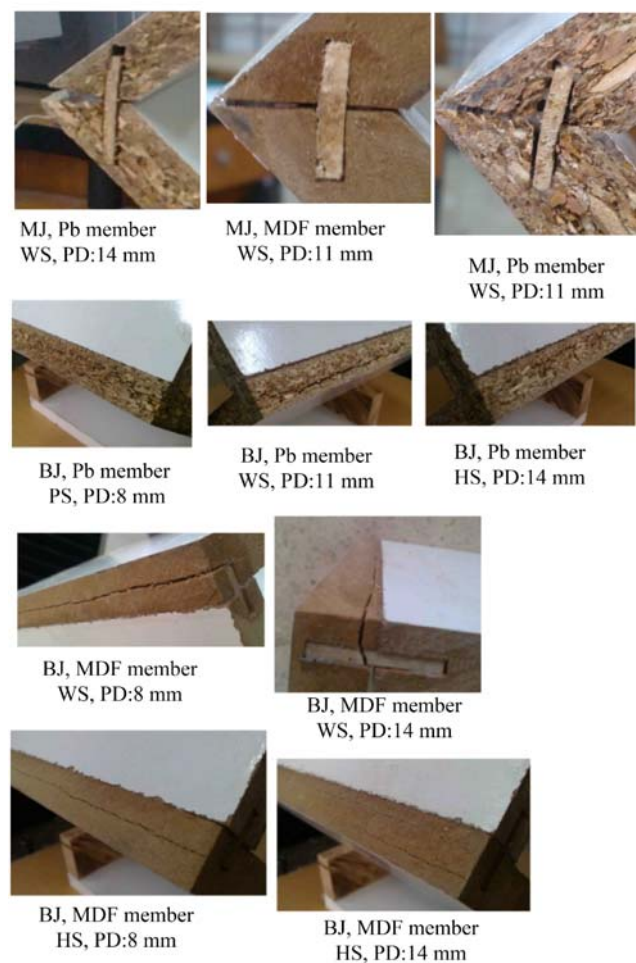 MJ, Pb member
WS, PD:14 mm
MJ, MDF member
WS, PD:11 mm
MJ, Pb member
WS, PD:11 mm
BJ, Pb member
PS, PD:8 mm
BJ, Pb member
WS, PD:11 mm
BJ, Pb member
HS, PD:14 mm
BJ, MDF member
WS, PD:8 mm
BJ, MDF member
WS, PD:14 mm
BJ, MDF member
HS, PD:8 mm
BJ, MDF member
HS, PD:14 mm